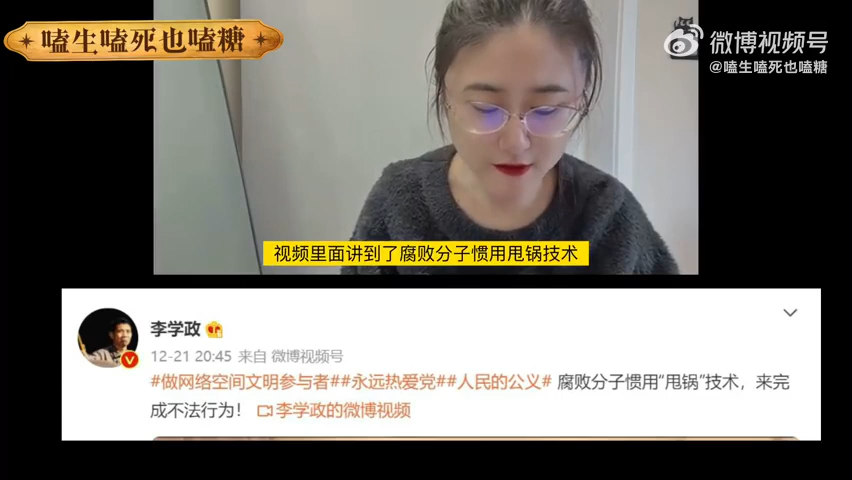 嗑生嗑死也嗑糖
微博视频号
@嗑生嗑死也嗑糖
视频里面讲到了腐败分子惯用甩锅技术
李学政
12-21 20:45 来自 微博视频号
#做网络空间文明参与者##永远热爱党##人民的公义# 腐败分子惯用“甩锅”技术，来完
成不法行为！ 李学政的微博视频